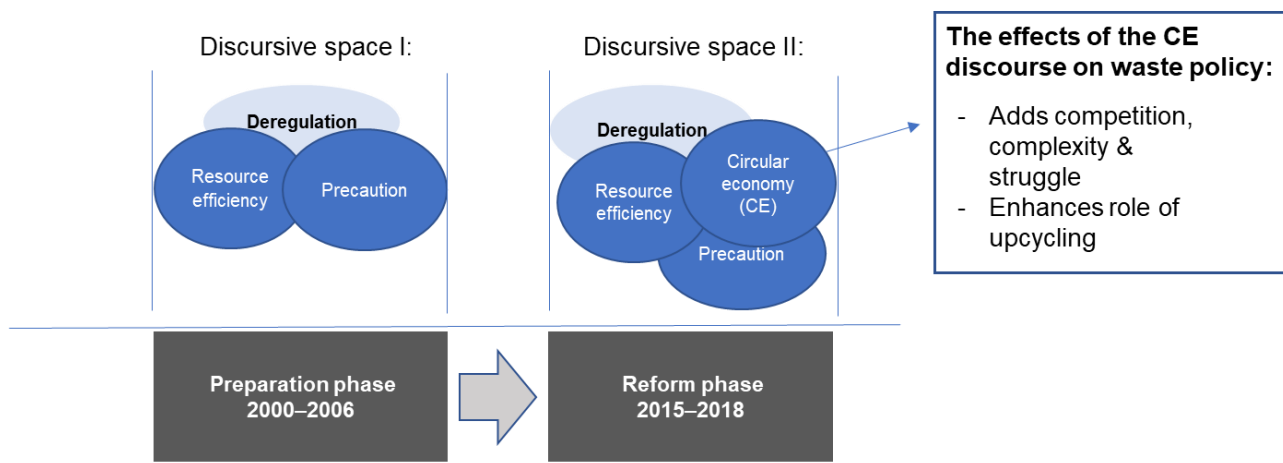 Discursive space I:
Deregulation
Resource
efficiency
Precaution
Preparation phase
2000–2006
Discursive space II:
Deregulation
Resource
efficiency
Circular
economy
(CE)
Precaution
Reform phase
2015–2018
The effects of the CE
discourse on waste policy:
- Adds competition,
complexity &
struggle
- Enhances role of
upcycling